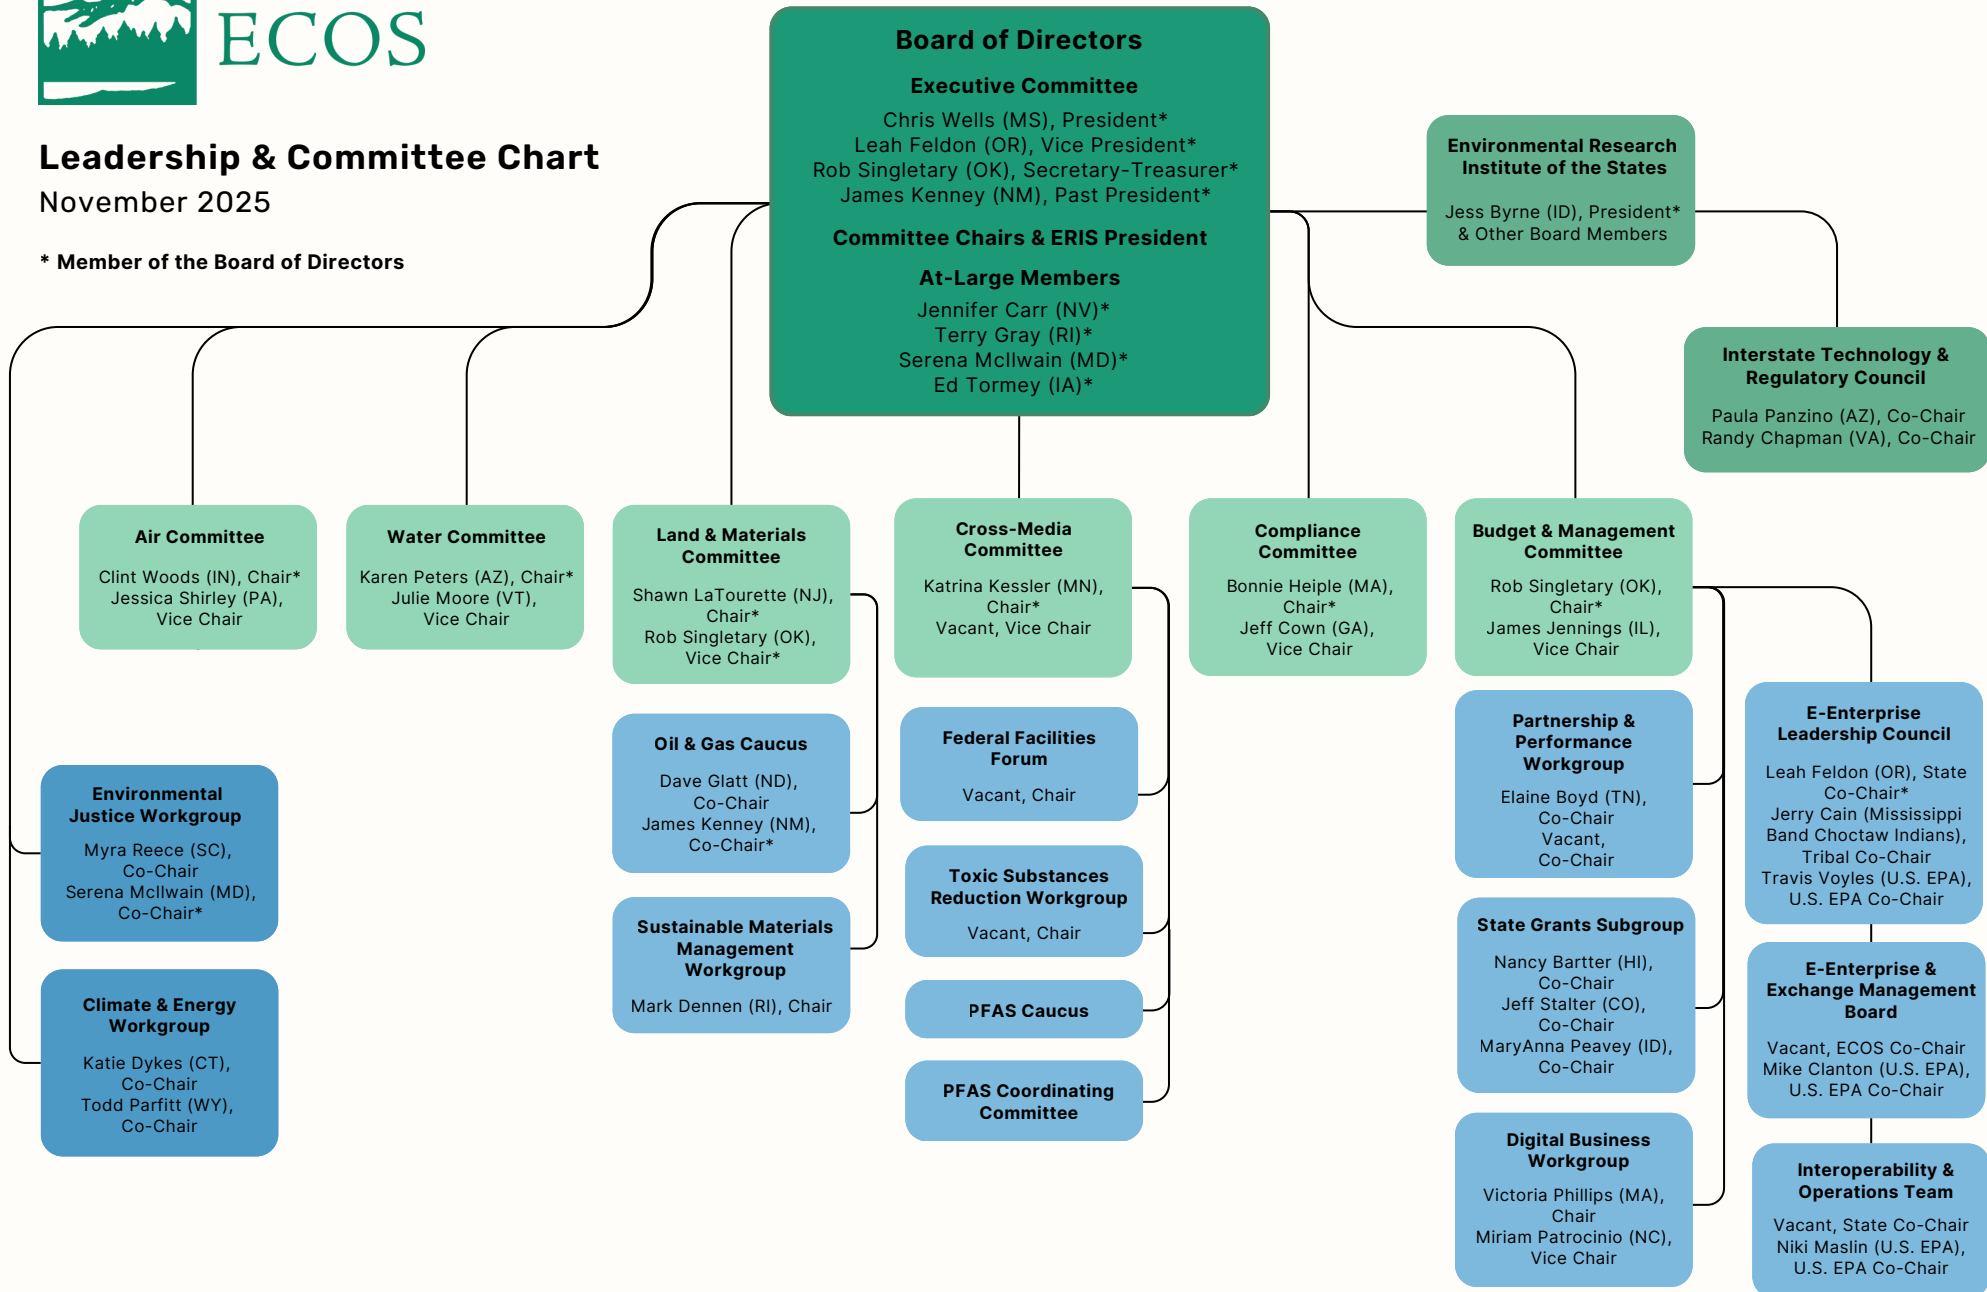 ECOS
Leadership & Committee Chart
November 2025
* Member of the Board of Directors
Board of Directors
Executive Committee
Chris Wells (MS), President*
Leah Feldon (OR), Vice President*
Rob Singletary (OK), Secretary-Treasurer*
James Kenney (NM), Past President*
Committee Chairs & ERIS President
At-Large Members
Jennifer Carr (NV)*
Terry Gray (RI)*
Serena McIlwain (MD)*
Ed Tormey (IA)*
Environmental Research
Institute of the States
Jess Byrne (ID), President*
& Other Board Members
Interstate Technology &
Regulatory Council
Paula Panzino (AZ), Co-Chair
Randy Chapman (VA), Co-Chair
Air Committee
Clint Woods (IN), Chair*
Jessica Shirley (PA),
Vice Chair
Water Committee
Karen Peters (AZ), Chair*
Julie Moore (VT),
Vice Chair
Land & Materials
Committee
Shawn LaTourette (NJ),
Chair*
Rob Singletary (OK),
Vice Chair*
Cross-Media
Committee
Katrina Kessler (MN),
Chair*
Vacant, Vice Chair
Compliance
Committee
Bonnie Heiple (MA),
Chair*
Jeff Cown (GA),
Vice Chair
Budget & Management
Committee
Rob Singletary (OK),
Chair*
James Jennings (IL),
Vice Chair
Environmental
Justice Workgroup
Myra Reece (SC),
Co-Chair
Serena McIlwain (MD),
Co-Chair*
Climate & Energy
Workgroup
Katie Dykes (CT),
Co-Chair
Todd Parfitt (WY),
Co-Chair
Oil & Gas Caucus
Dave Glatt (ND),
Co-Chair
James Kenney (NM),
Co-Chair*
Sustainable Materials
Management
Workgroup
Mark Dennen (RI), Chair
Federal Facilities
Forum
Vacant, Chair
Toxic Substances
Reduction Workgroup
Vacant, Chair
PFAS Caucus
PFAS Coordinating
Committee
Partnership &
Performance
Workgroup
Elaine Boyd (TN),
Co-Chair
Vacant,
Co-Chair
State Grants Subgroup
Nancy Bartter (HI),
Co-Chair
Jeff Stalter (CO),
Co-Chair
MaryAnna Peavey (ID),
Co-Chair
Digital Business
Workgroup
Victoria Phillips (MA),
Chair
Miriam Patrocinio (NC),
Vice Chair
E-Enterprise
Leadership Council
Leah Feldon (OR), State
Co-Chair*
Jerry Cain (Mississippi
Band Choctaw Indians),
Tribal Co-Chair
Travis Voyles (U.S. EPA),
U.S. EPA Co-Chair
E-Enterprise &
Exchange Management
Board
Vacant, ECOS Co-Chair
Mike Clanton (U.S. EPA),
U.S. EPA Co-Chair
Interoperability &
Operations Team
Vacant, State Co-Chair
Niki Maslin (U.S. EPA),
U.S. EPA Co-Chair